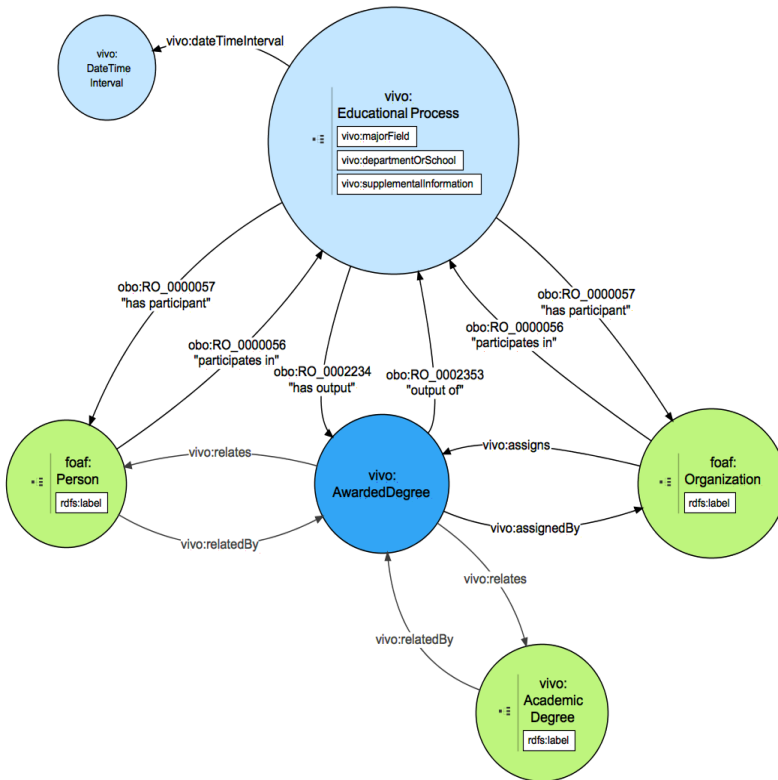 vivo:
DateTime
Interval
vivo:dateTimeInterval
vivo:
Educational Process
vivo:majorField
vivo:departmentOrSchool
vivo:supplementalInformation
obo:RO_0000057
"has participant"
obo:RO_0000056
"participates in"
obo:RO_0002234
"has output"
obo:RO_0002353
"output of"
obo:RO_0000056
"participates in"
obo:RO_0000057
"has participant"
foaf:
Person
rdfs:label
vivo:relates
vivo:relatedBy
vivo:
AwardedDegree
vivo:assigns
vivo:assignedBy
foaf:
Organization
rdfs:label
vivo:relates
vivo:relatedBy
vivo:
Academic
Degree
rdfs:label